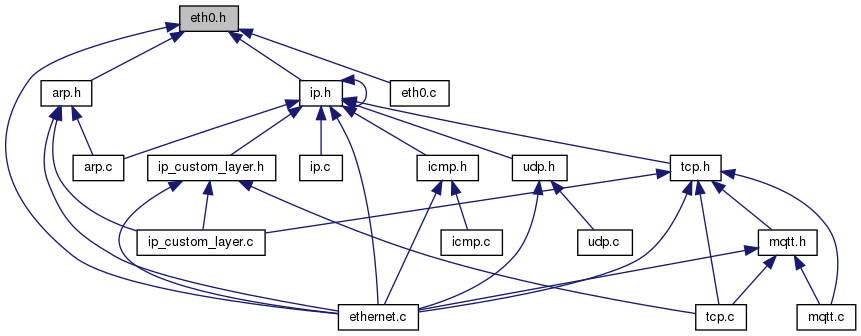 eth0.h
arp.h
ip.h
eth0.c
arp.c
ip_custom_layer.h
ip.c
icmp.h
udp.h
tcp.h
ip_custom_layer.c
icmp.c
udp.c
mqtt.h
ethernet.c
tcp.c
mqtt.c